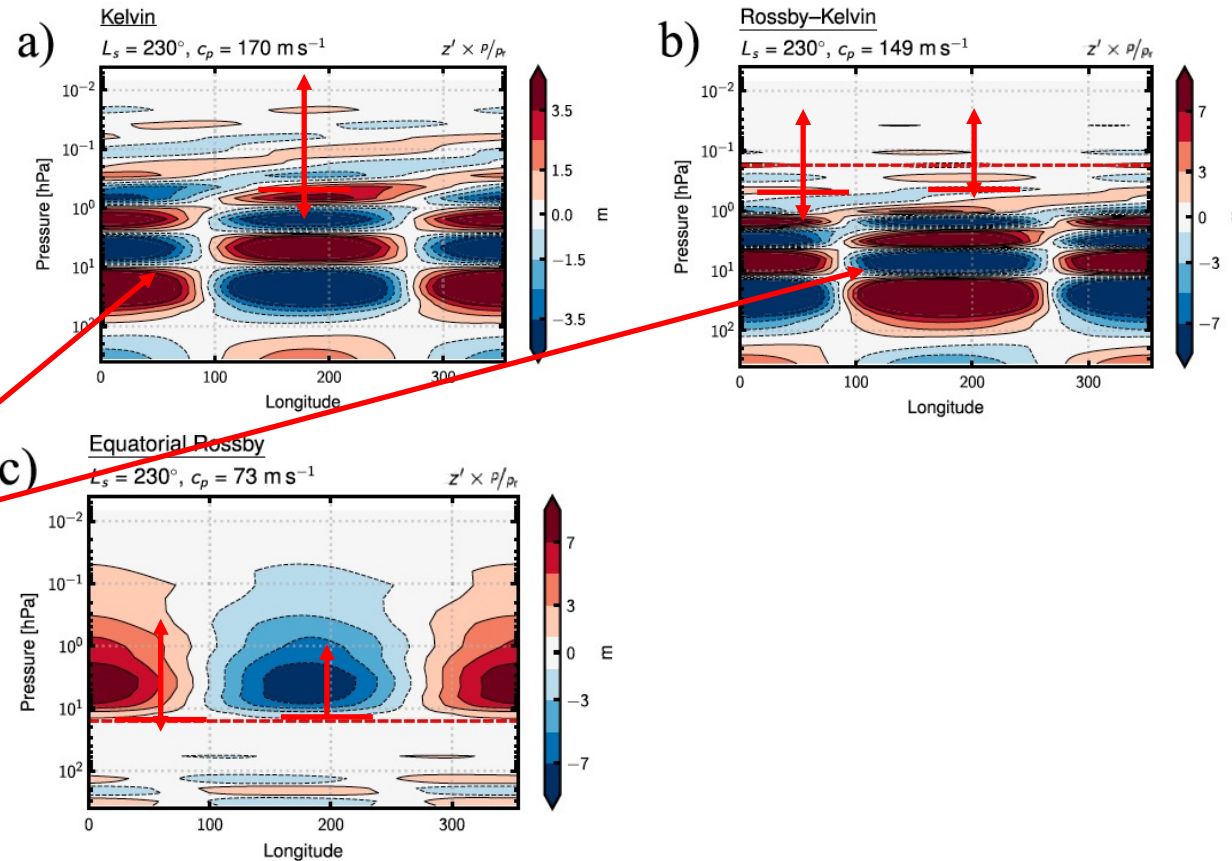 a)
Kelvin
L_s = 230°, c_p = 170 m s⁻¹
z′ × p/p_r
Pressure [hPa]
10⁻²
10⁻¹
10⁰
10¹
10²
0
100
200
300
Longitude
3.5
1.5
0.0
−1.5
−3.5
m
b)
Rossby–Kelvin
L_s = 230°, c_p = 149 m s⁻¹
z′ × p/p_r
Pressure [hPa]
10⁻²
10⁻¹
10⁰
10¹
10²
0
100
200
300
Longitude
7
3
0
−3
−7
c)
Equatorial Rossby
L_s = 230°, c_p = 73 m s⁻¹
z′ × p/p_r
Pressure [hPa]
10⁻²
10⁻¹
10⁰
10¹
10²
0
100
200
300
Longitude
7
3
0
−3
−7
m